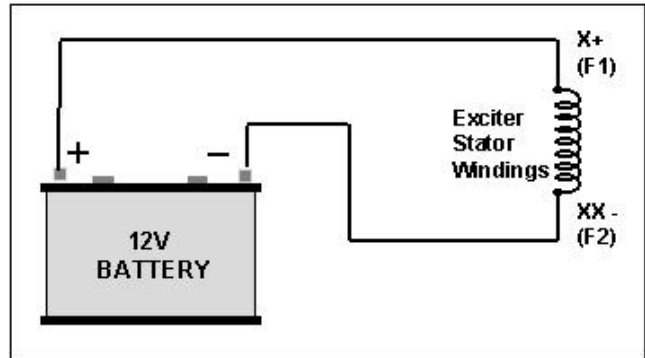 X+
(F1)
Exciter
Stator
Windings
+
−
XX -
(F2)
12V
BATTERY